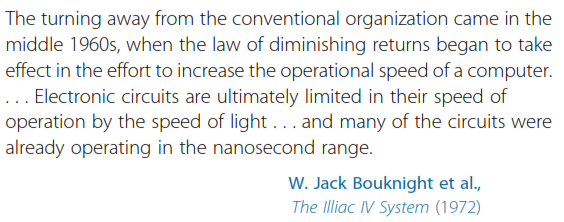 The turning away from the conventional organization came in the
middle 1960s, when the law of diminishing returns began to take
effect in the effort to increase the operational speed of a computer.
. . . Electronic circuits are ultimately limited in their speed of
operation by the speed of light . . . and many of the circuits were
already operating in the nanosecond range.
W. Jack Bouknight et al.,
The Illiac IV System (1972)